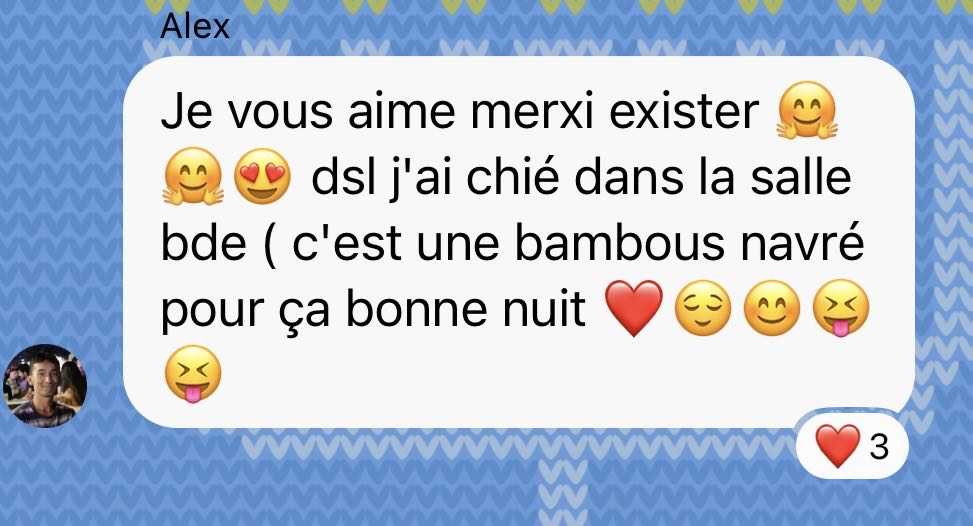 Alex
Je vous aime merxi exister 🤗
🤗😍 dsl j'ai chié dans la salle
bde ( c'est une bambous navré
pour ça bonne nuit ❤️😌😊😝
😝
❤️ 3